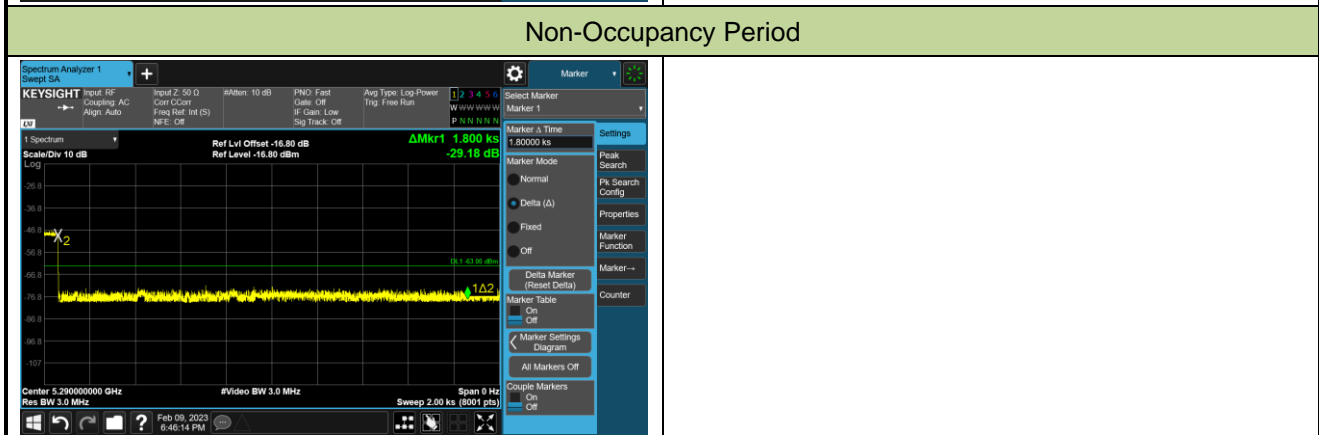 Non-Occupancy Period
Spectrum Analyzer 1
Swept SA
+
Marker
KEYSIGHT
Input: RF
Coupling: AC
Align: Auto
Input Z: 50 Ω
Corr CCorr
Freq Ref: Int (S)
NFE: Off
#Atten: 10 dB
PNO: Fast
Gate: Off
IF Gain: Low
Sig Track: Off
Avg Type: Log-Power
Trig: Free Run
1 2 3 4 5 6
W W W W W W
P N N N N N
LXI
Select Marker
Marker 1
1 Spectrum
Scale/Div 10 dB
Log
Ref Lvl Offset -16.80 dB
Ref Level -16.80 dBm
ΔMkr1 1.800 ks
-29.18 dB
-26.8
-36.8
-46.8
-56.8
-66.8
-76.8
-86.8
-96.8
-107
X2
DL1 -63.00 dBm
1Δ2
Center 5.290000000 GHz
Res BW 3.0 MHz
#Video BW 3.0 MHz
Span 0 Hz
Sweep 2.00 ks (8001 pts)
Marker Δ Time
1.80000 ks
Marker Mode
Normal
Delta (Δ)
Fixed
Off
Delta Marker
(Reset Delta)
Marker Table
On
Off
Marker Settings
Diagram
All Markers Off
Couple Markers
On
Off
Settings
Peak
Search
Pk Search
Config
Properties
Marker
Function
Marker→
Counter
?
Feb 09, 2023
6:46:14 PM